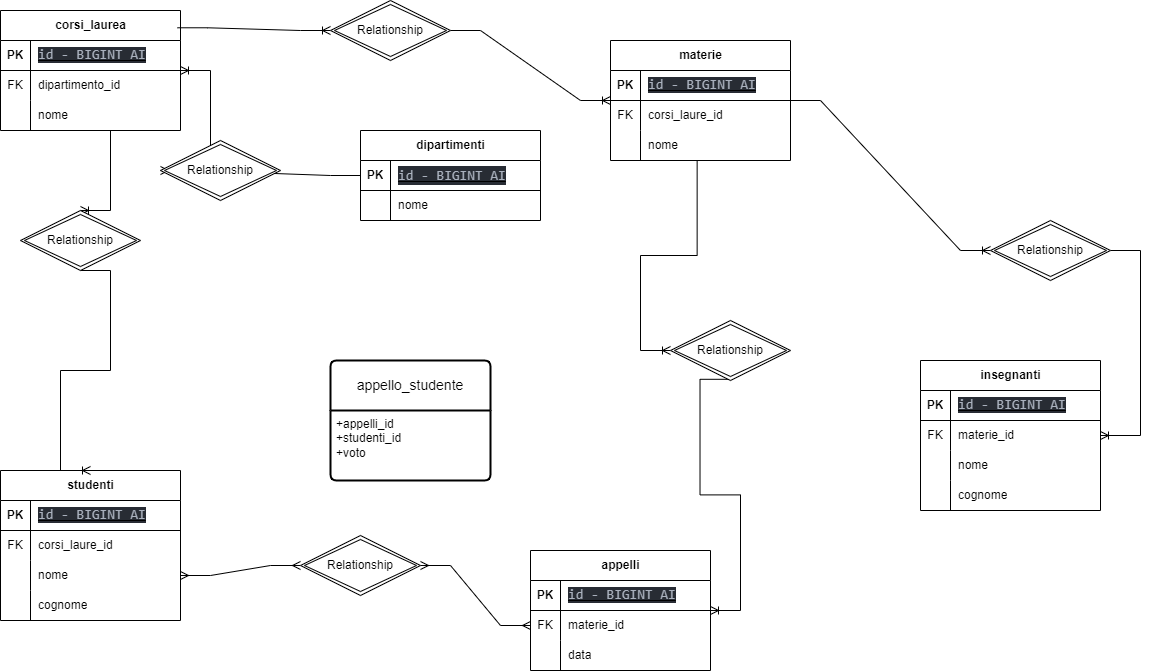 corsi_laurea
PK id - BIGINT AI
FK dipartimento_id
nome
Relationship
materie
PK id - BIGINT AI
FK corsi_laure_id
nome
Relationship
dipartimenti
PK id - BIGINT AI
nome
Relationship
Relationship
Relationship
appello_studente
+appelli_id
+studenti_id
+voto
insegnanti
PK id - BIGINT AI
FK materie_id
nome
cognome
studenti
PK id - BIGINT AI
FK corsi_laure_id
nome
cognome
Relationship
appelli
PK id - BIGINT AI
FK materie_id
data